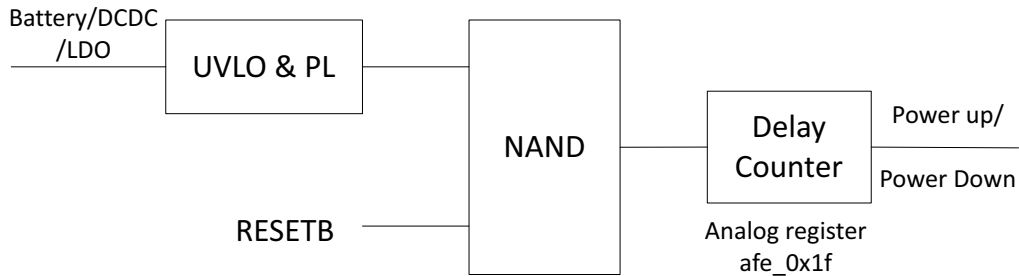 Battery/DCDC
/LDO
UVLO & PL
NAND
RESETB
Delay
Counter
Power up/
Power Down
Analog register
afe_0x1f